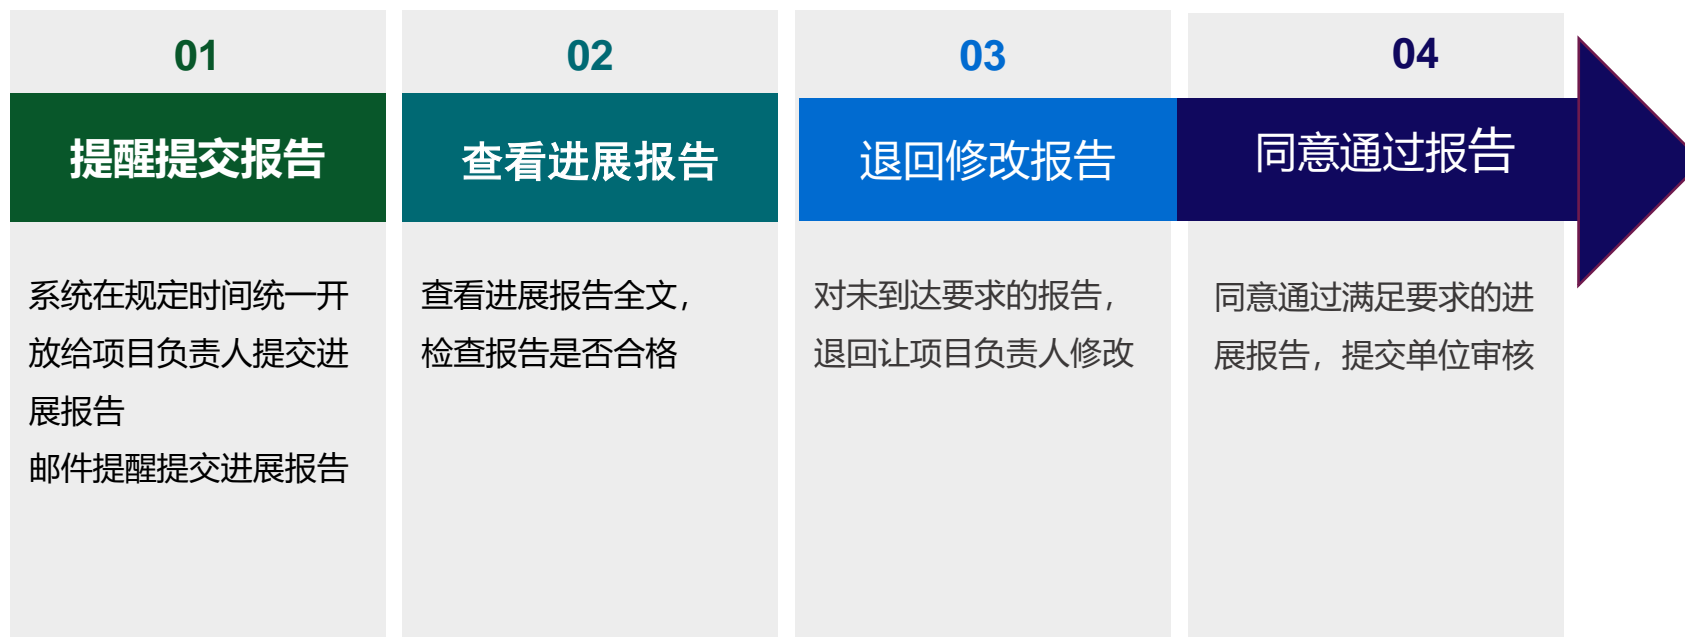 01
提醒提交报告
系统在规定时间统一开
放给项目负责人提交进
展报告
邮件提醒提交进展报告
02
查看进展报告
查看进展报告全文，
检查报告是否合格
03
退回修改报告
对未到达要求的报告，
退回让项目负责人修改
04
同意通过报告
同意通过满足要求的进
展报告，提交单位审核